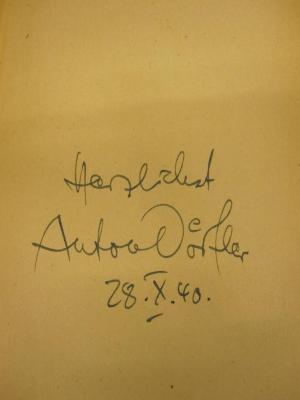 Herzlichst
Anton Dörfler
28.X.40.